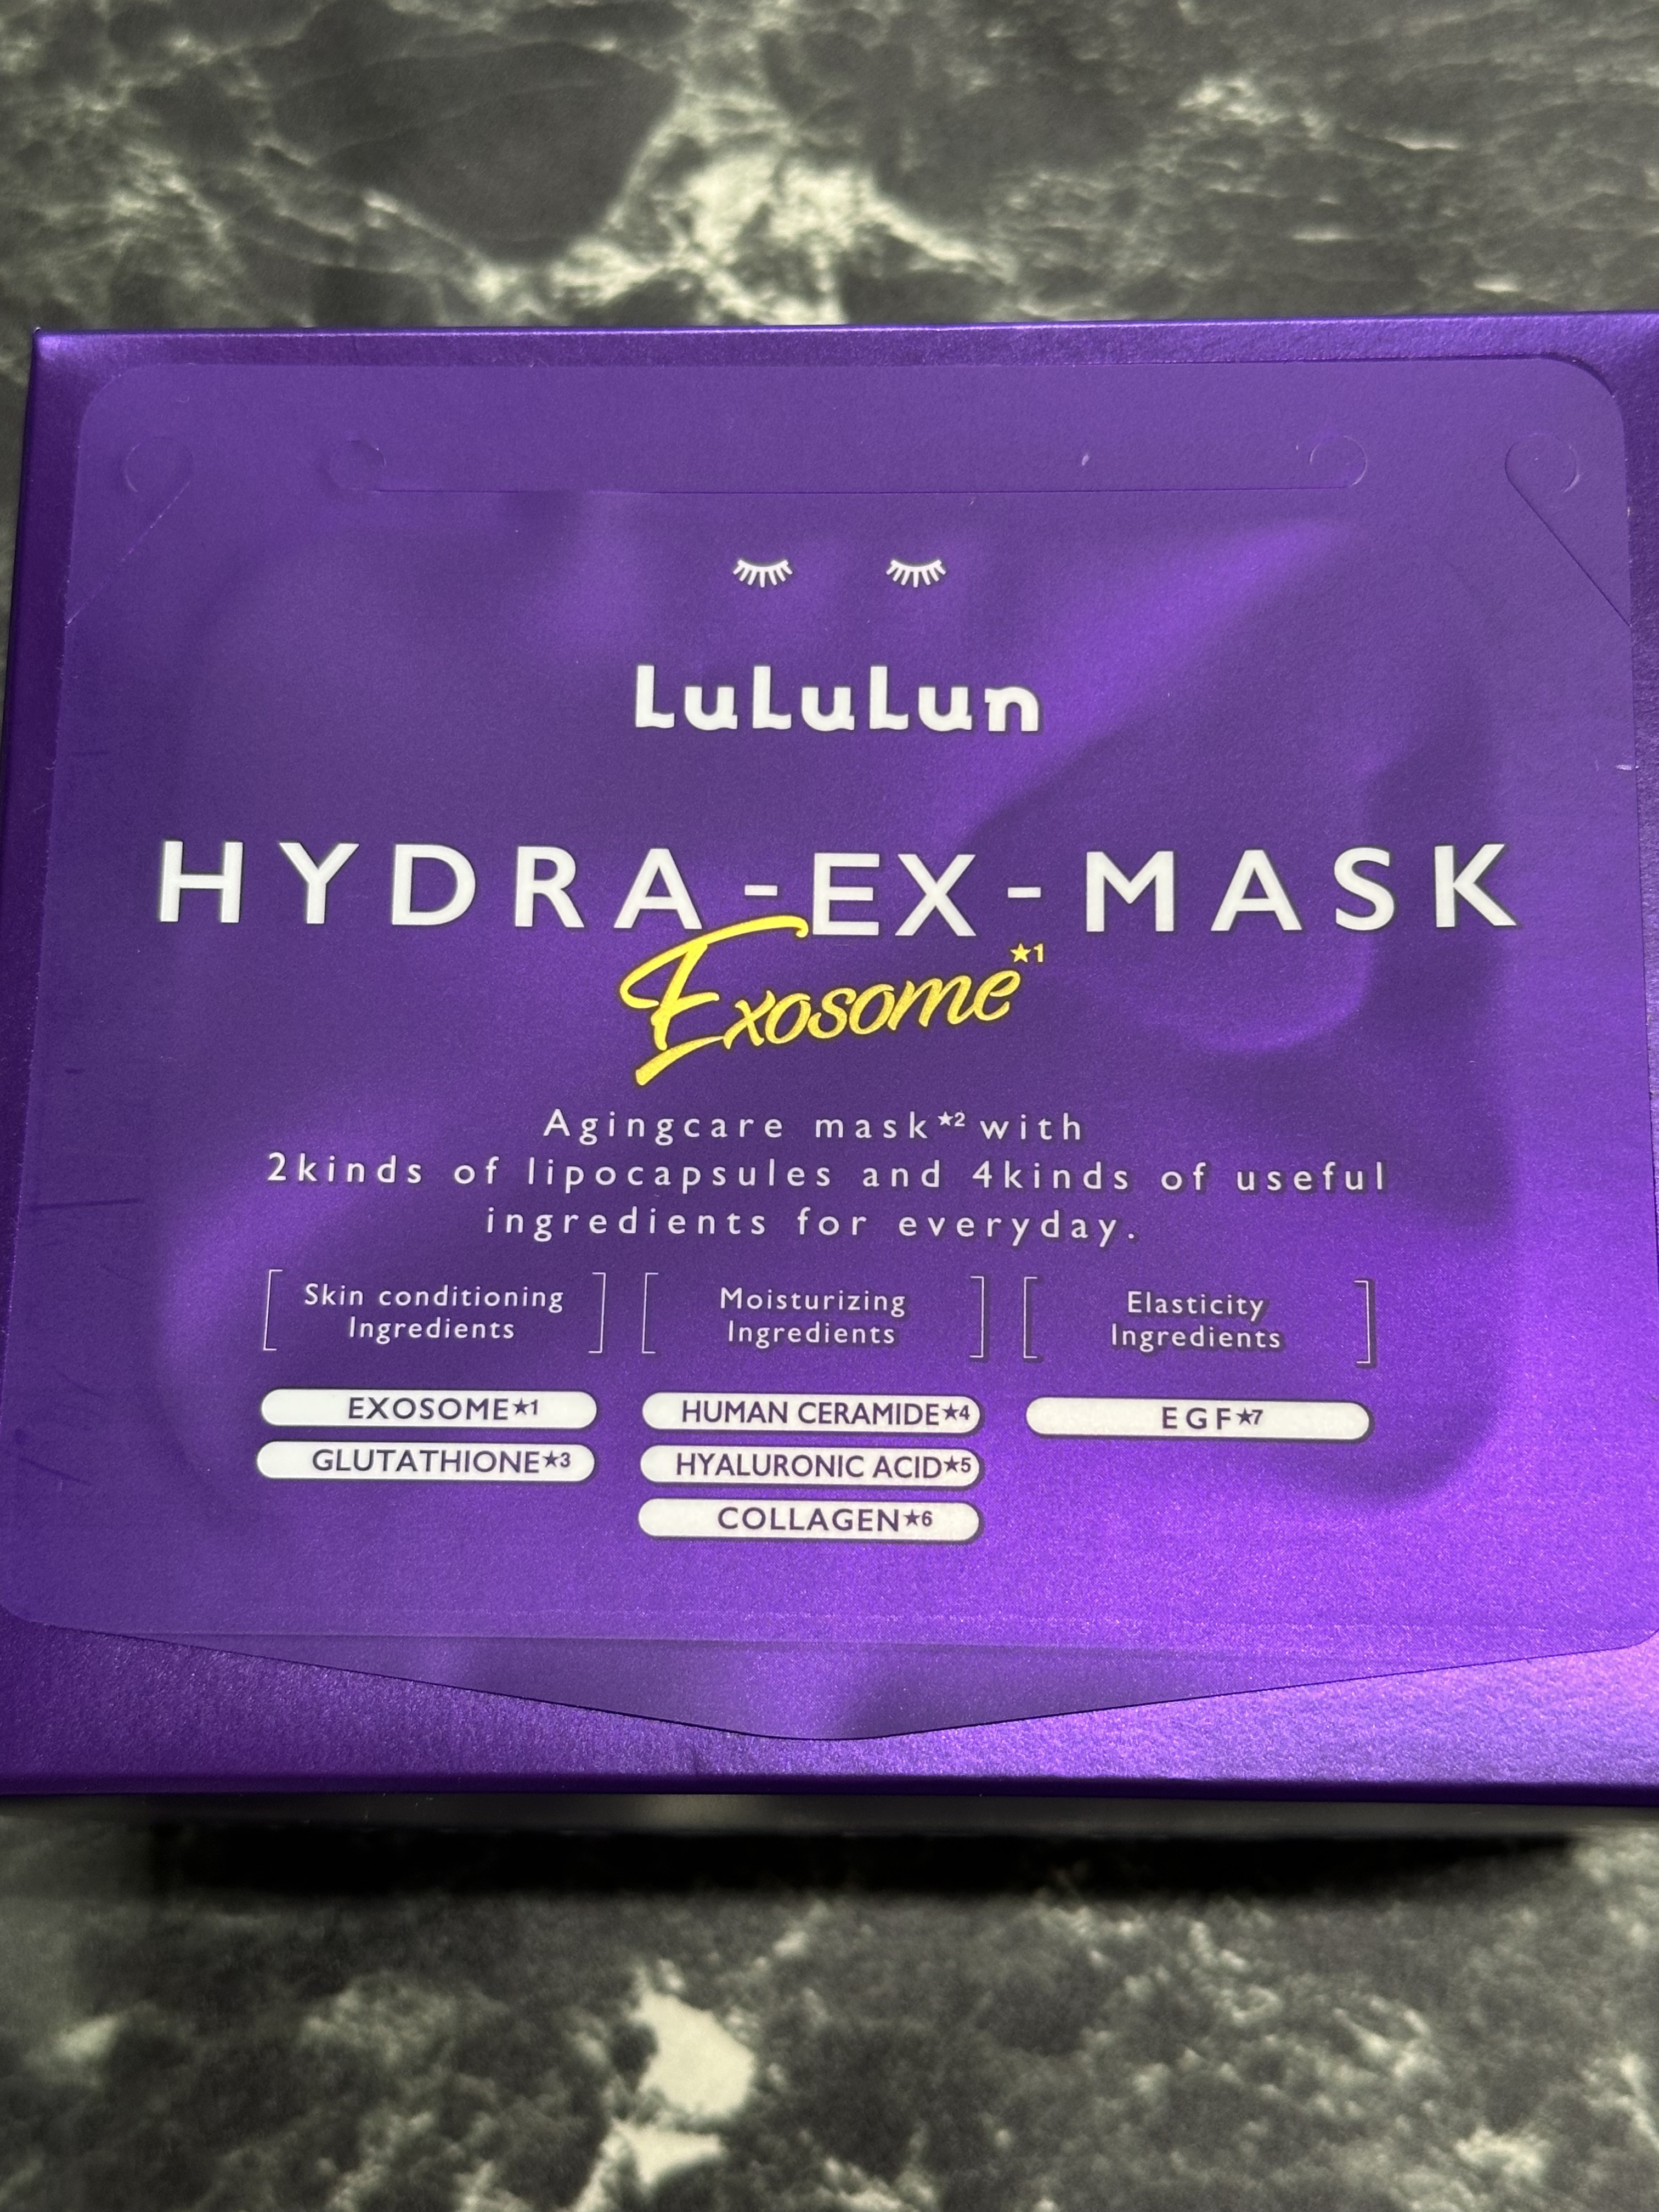 LuLuLun
HYDRA-EX-MASK
Exosome★1
Agingcare mask★2 with
2kinds of lipocapsules and 4kinds of useful
ingredients for everyday.
Skin conditioning
Ingredients
EXOSOME★1
GLUTATHIONE★3
Moisturizing
Ingredients
HUMAN CERAMIDE★4
HYALURONIC ACID★5
COLLAGEN★6
Elasticity
Ingredients
EGF★7